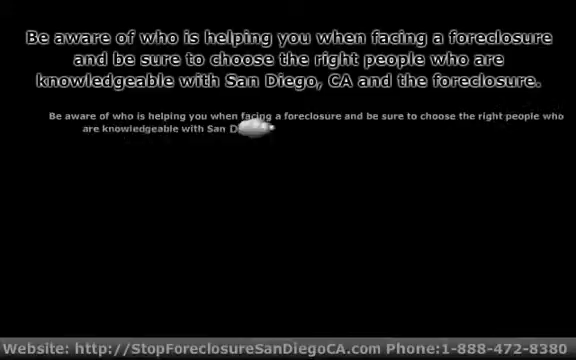 Be aware of who is helping you when facing a foreclosure
and be sure to choose the right people who are
knowledgeable with San Diego, CA and the foreclosure.
Be aware of who is helping you when facing a foreclosure and be sure to choose the right people who
are knowledgeable with San
Website: http://StopForeclosureSanDiegoCA.com Phone:1-888-472-8380